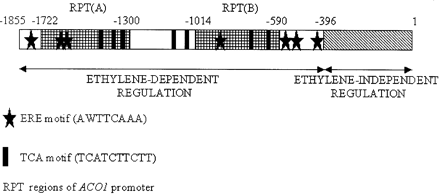 RPT(A) RPT(B)
-1855 -1722 -1300 -1014 -590 -396 1
ETHYLENE-DEPENDENT REGULATION
ETHYLENE-INDEPENDENT REGULATION
ERE motif (AWTTCAAA)
TCA motif (TCATCTTCTT)
RPT regions of ACO1 promoter